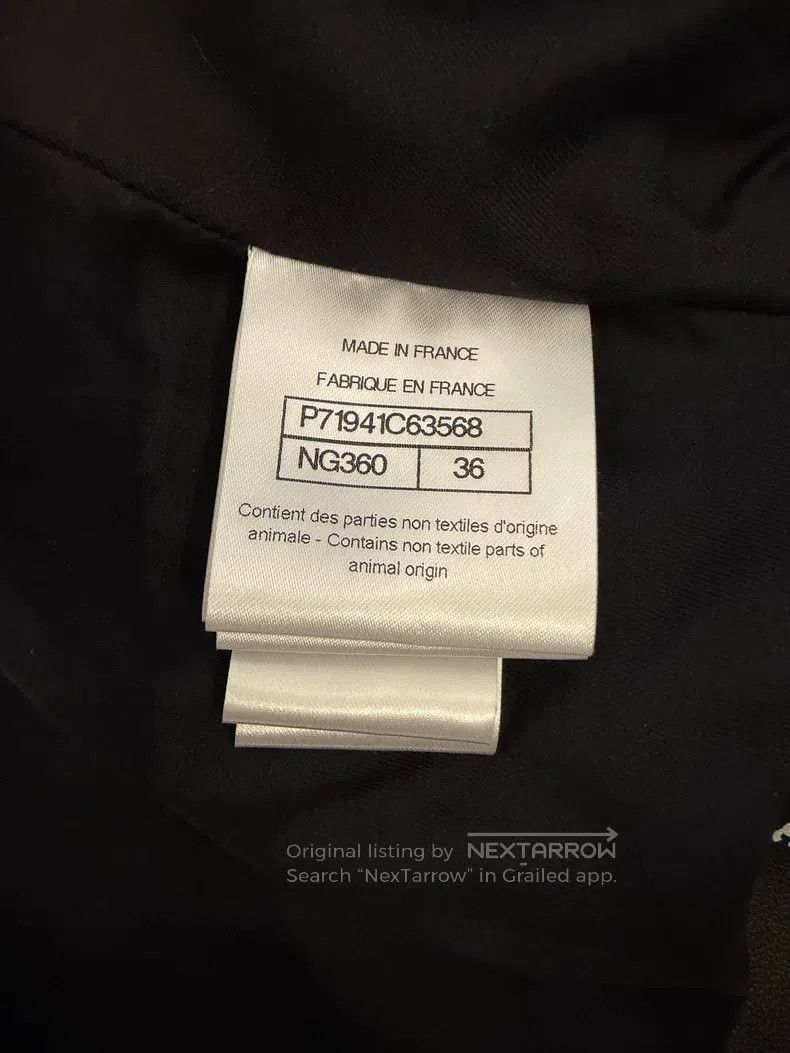 MADE IN FRANCE
FABRIQUE EN FRANCE
P71941C63568
NG360 36
Contient des parties non textiles d'origine
animale - Contains non textile parts of
animal origin
Original listing by NEXTARROW
Search “NexTarrow” in Grailed app.